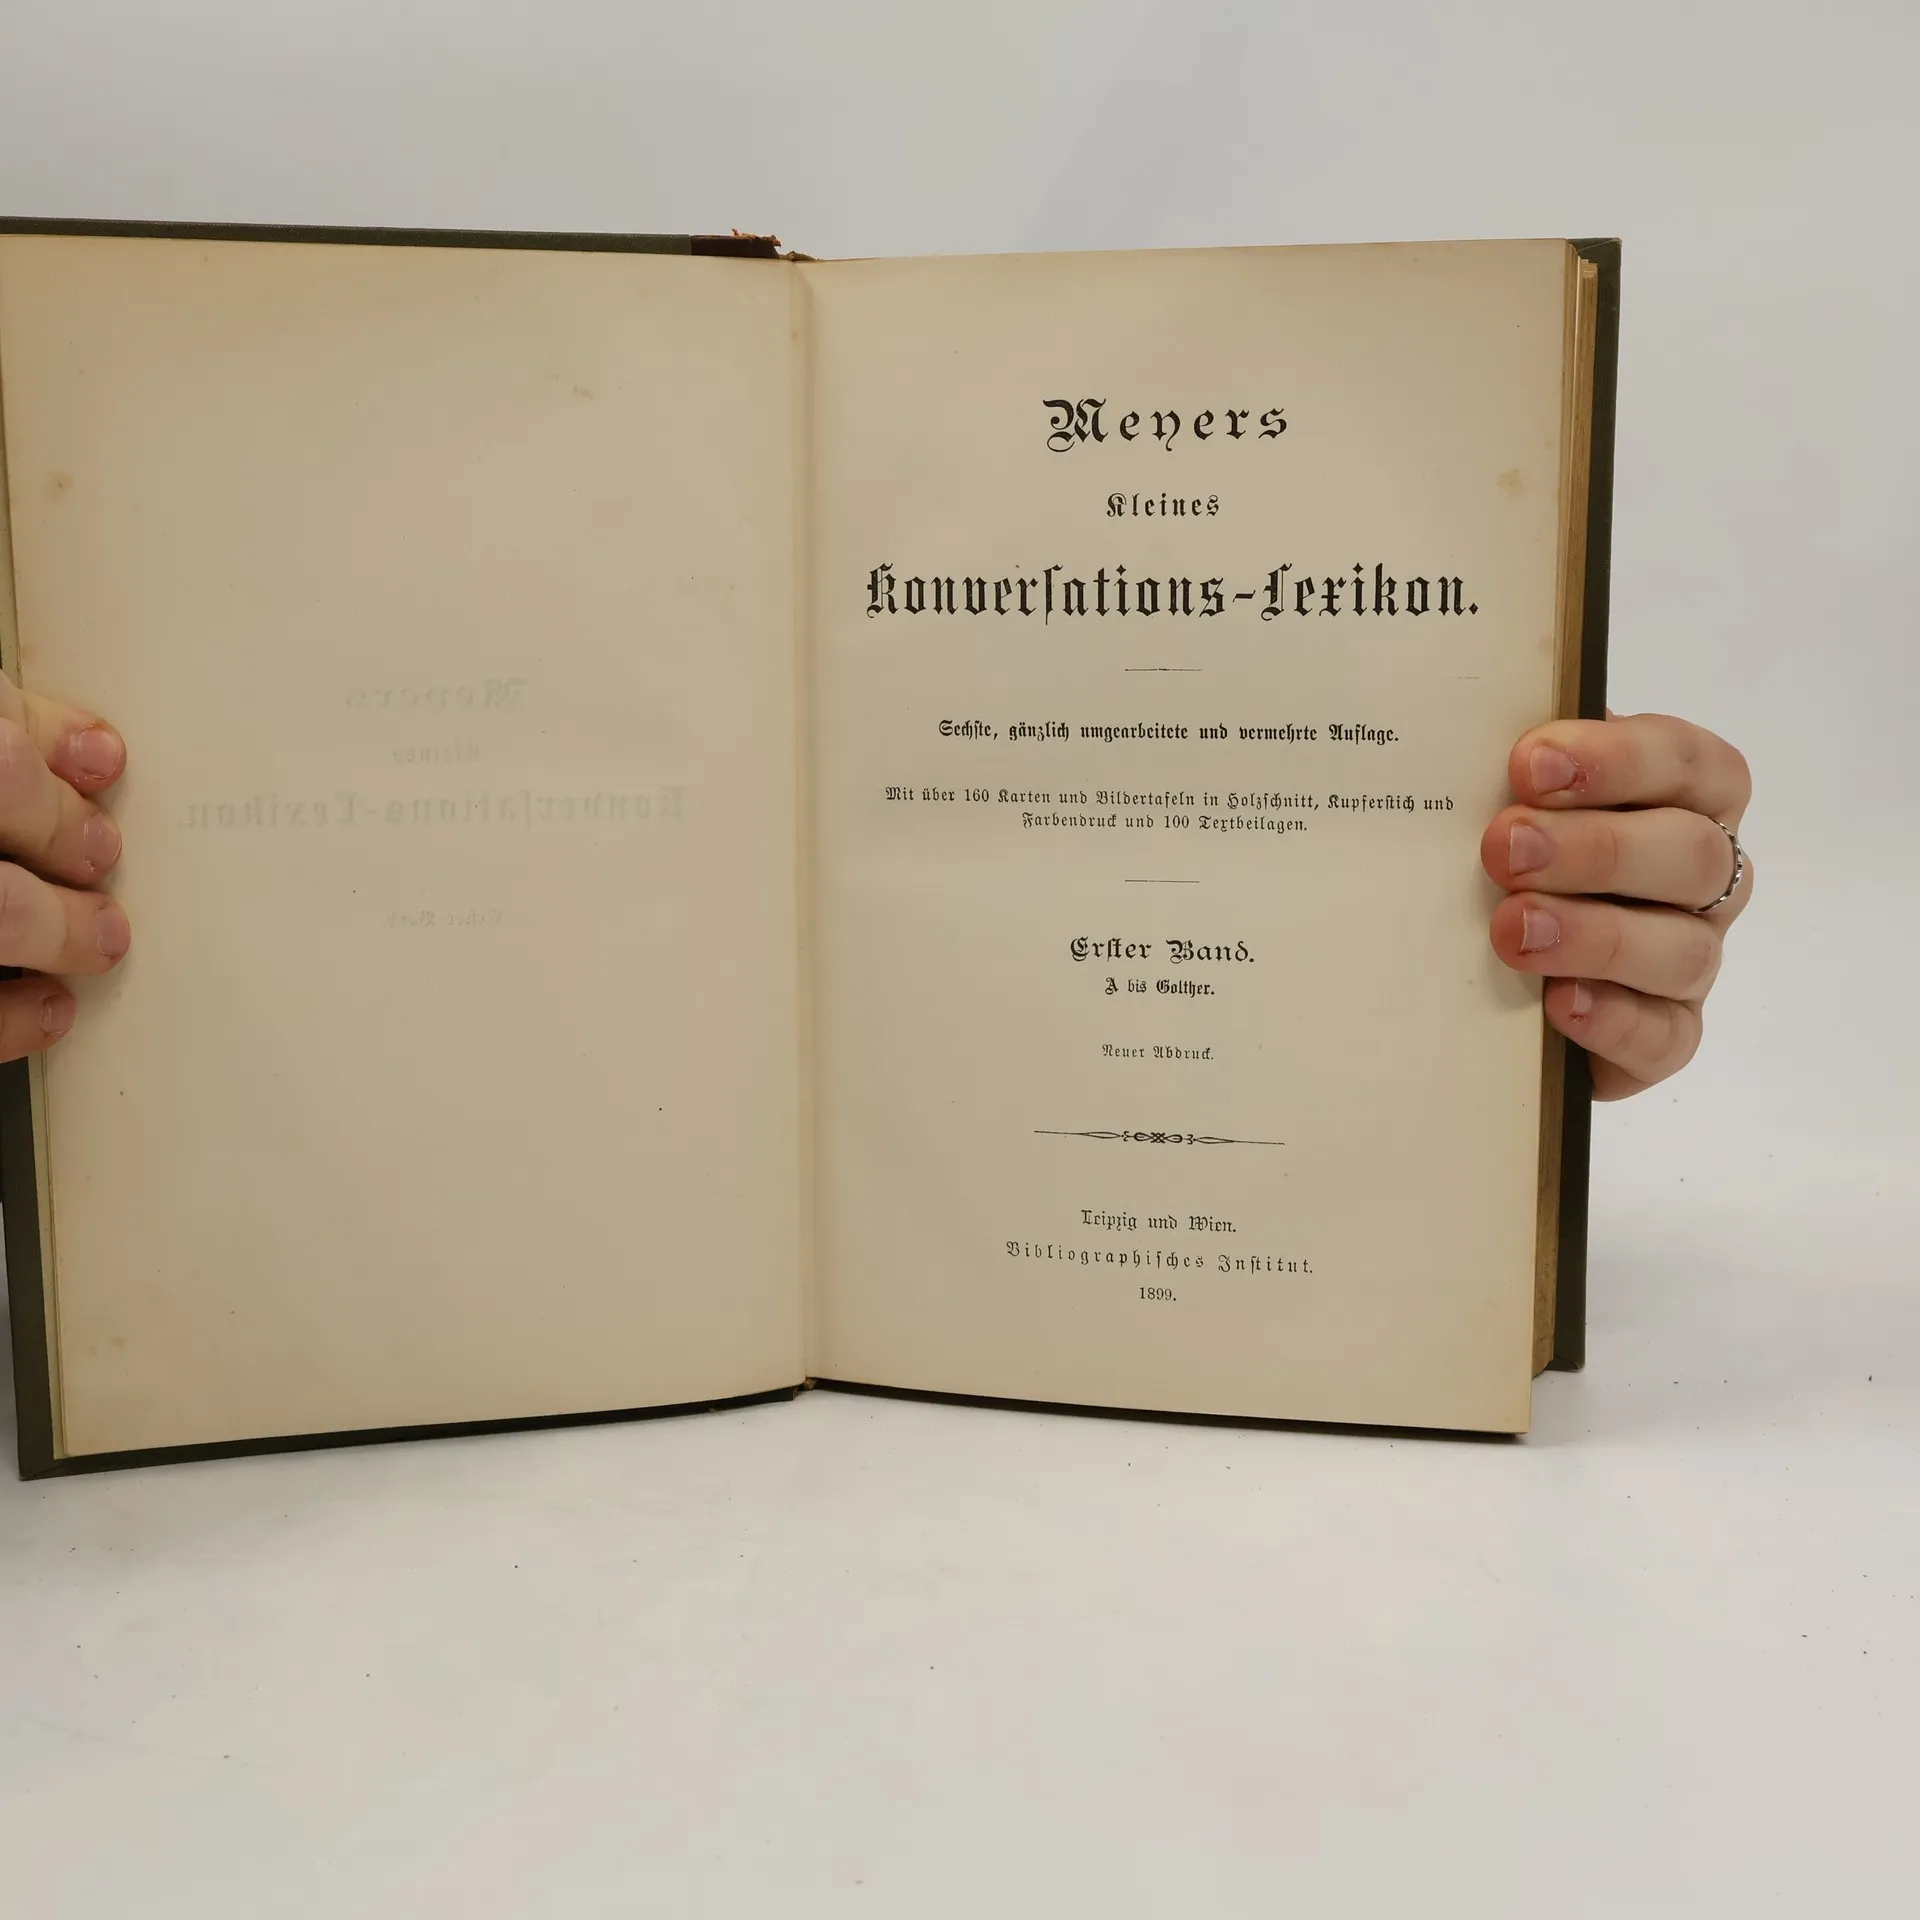 Meyers
Kleines
Konverſations-Lexikon.
Sechſte, gänzlich umgearbeitete und vermehrte Auflage.
Mit über 160 Karten und Bildertafeln in Holzſchnitt, Kupferſtich und
Farbendruck und 100 Textbeilagen.
Erſter Band.
A bis Golther.
Neuer Abdruck.
Leipzig und Wien.
Bibliographiſches Inſtitut.
1899.